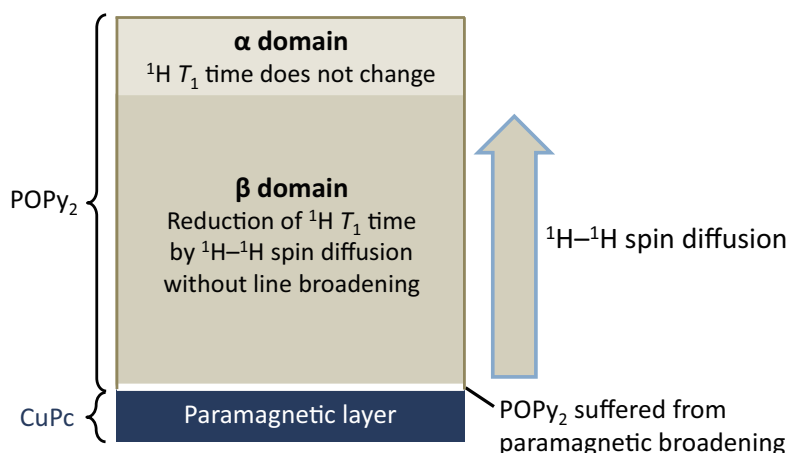 α domain
¹H T₁ time does not change
POPy₂
β domain
Reduction of ¹H T₁ time
by ¹H–¹H spin diffusion
without line broadening
¹H–¹H spin diffusion
CuPc
Paramagnetic layer
POPy₂ suffered from
paramagnetic broadening